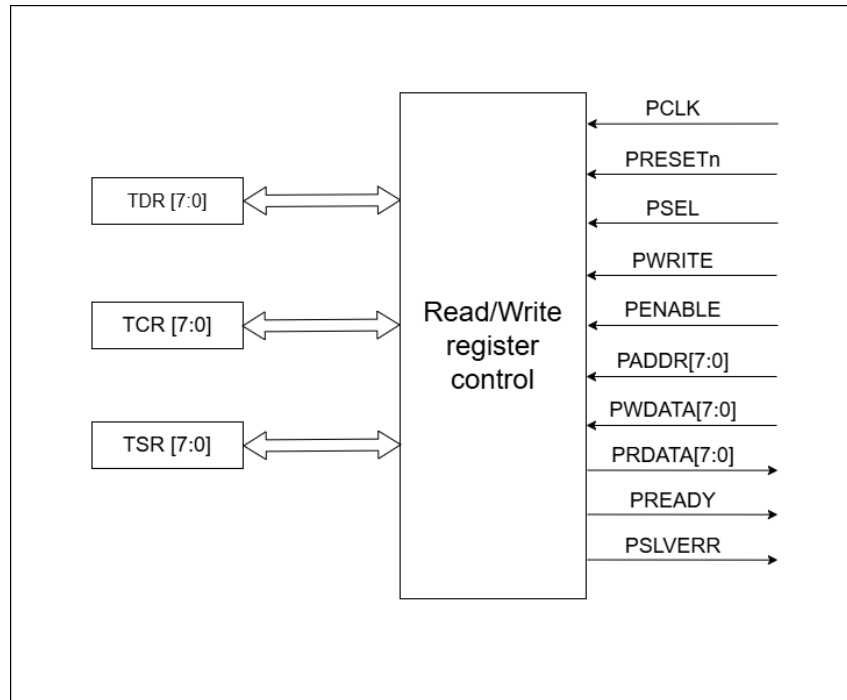 TDR [7:0]
TCR [7:0]
TSR [7:0]
Read/Write
register
control
PCLK
PRESETn
PSEL
PWRITE
PENABLE
PADDR[7:0]
PWDATA[7:0]
PRDATA[7:0]
PREADY
PSLVERR